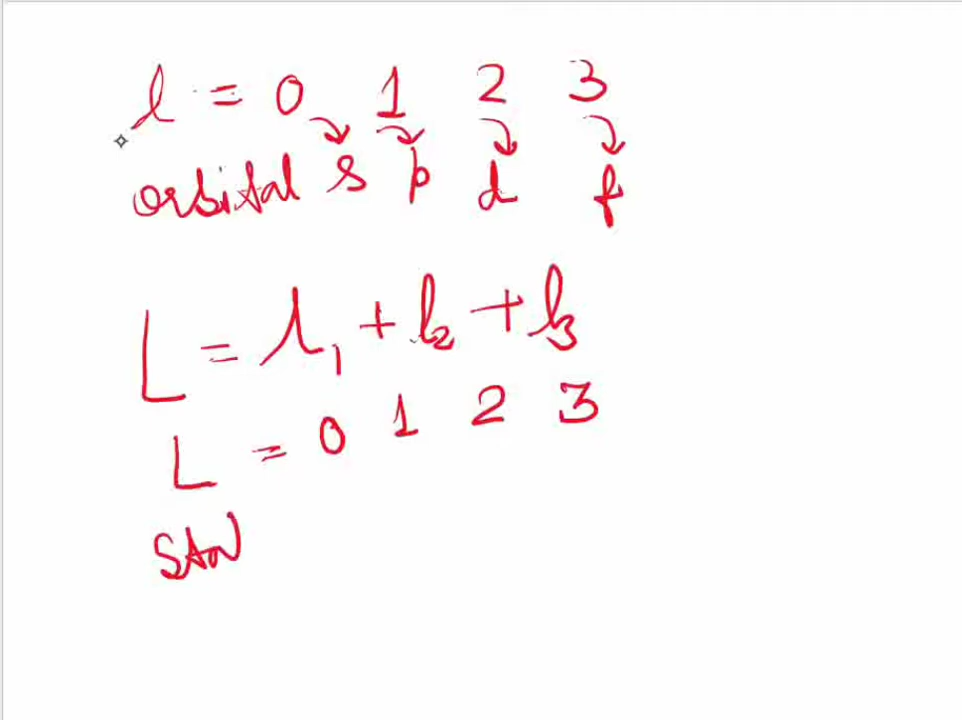 l = 0 1 2 3
orbital s p d f
L = l₁ + l₂ + l₃
L = 0 1 2 3